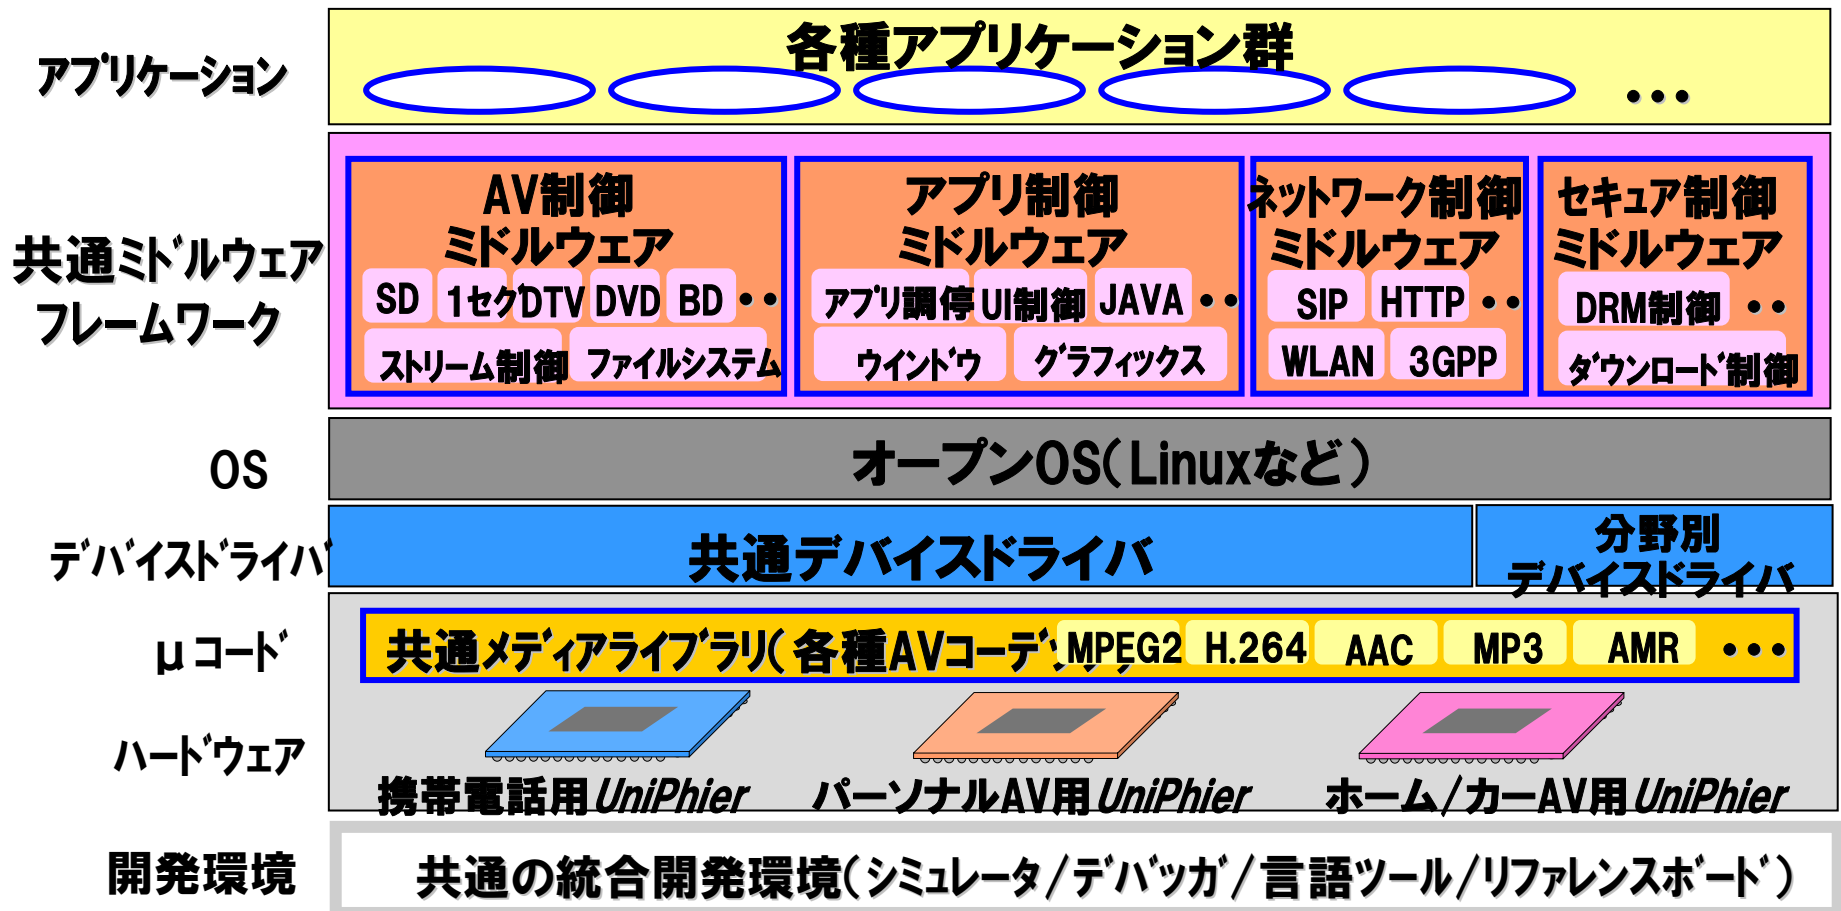 各種アプリケーション群
アプリケーション
・・・
AV制御
ミドルウェア
SD
1セグ
DTV
DVD
BD
・・
ストリーム制御
ファイルシステム
アプリ制御
ミドルウェア
アプリ調停
UI制御
JAVA
・・
ウインドウ
グラフィックス
ネットワーク制御
ミドルウェア
SIP
HTTP
・・
WLAN
3GPP
セキュア制御
ミドルウェア
DRM制御
・・
ダウンロード制御
共通ミドルウェア
フレームワーク
OS
オープンOS(Linuxなど)
デバイスドライバ
共通デバイスドライバ
分野別
デバイスドライバ
μコード
共通メディアライブラリ(各種AVコーデック)
MPEG2
H.264
AAC
MP3
AMR
・・・
ハードウェア
携帯電話用UniPhier
パーソナルAV用UniPhier
ホーム/カーAV用UniPhier
開発環境
共通の統合開発環境(シミュレータ/デバッガ/言語ツール/リファレンスボード)